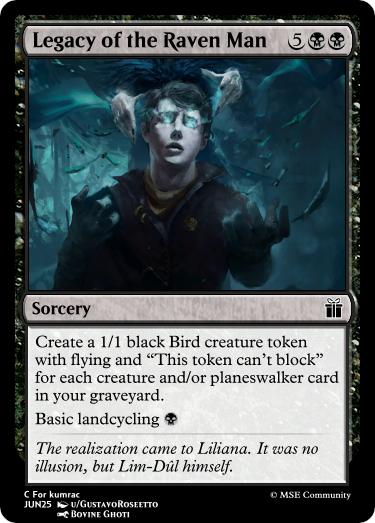 Legacy of the Raven Man 5
Sorcery
Create a 1/1 black Bird creature token
with flying and “This token can’t block”
for each creature and/or planeswalker card
in your graveyard.
Basic landcycling
The realization came to Liliana. It was no
illusion, but Lim-Dûl himself.
C For kumrac
JUN25 u/GustavoRoseetto © MSE Community
Bovine Ghoti